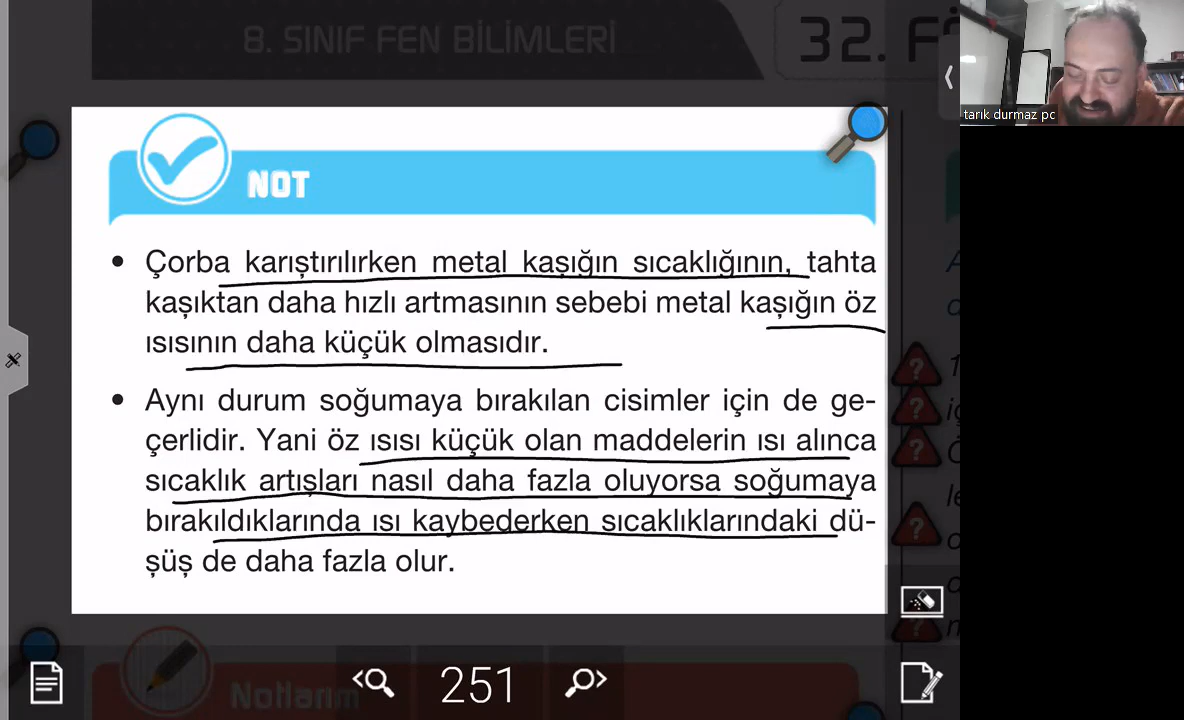 8. SINIF FEN BİLİMLERİ
32. F
tarık durmaz pc
NOT
• Çorba karıştırılırken metal kaşığın sıcaklığının, tahta
kaşıktan daha hızlı artmasının sebebi metal kaşığın öz
ısısının daha küçük olmasıdır.
• Aynı durum soğumaya bırakılan cisimler için de ge-
çerlidir. Yani öz ısısı küçük olan maddelerin ısı alınca
sıcaklık artışları nasıl daha fazla oluyorsa soğumaya
bırakıldıklarında ısı kaybederken sıcaklıklarındaki dü-
şüş de daha fazla olur.
Notlarım
251